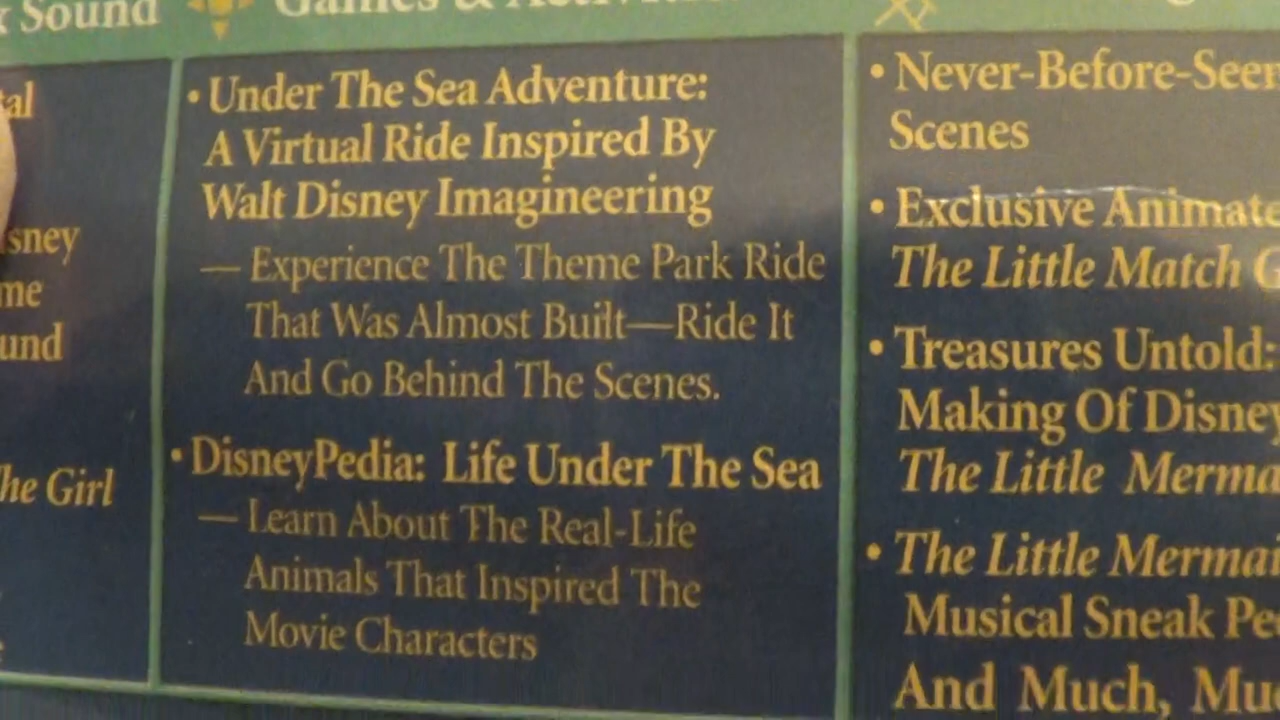 & Sound
Games &
Under The Sea Adventure:
A Virtual Ride Inspired By
Walt Disney Imagineering
— Experience The Theme Park Ride
That Was Almost Built—Ride It
And Go Behind The Scenes.
• DisneyPedia: Life Under The Sea
— Learn About The Real-Life
Animals That Inspired The
Movie Characters
• Never-Before-Seen
Scenes
• Exclusive Animate
The Little Match G
• Treasures Untold:
Making Of Disney
The Little Merma
• The Little Mermai
Musical Sneak Pe
And Much, Muc
tal
sney
me
und
The Girl